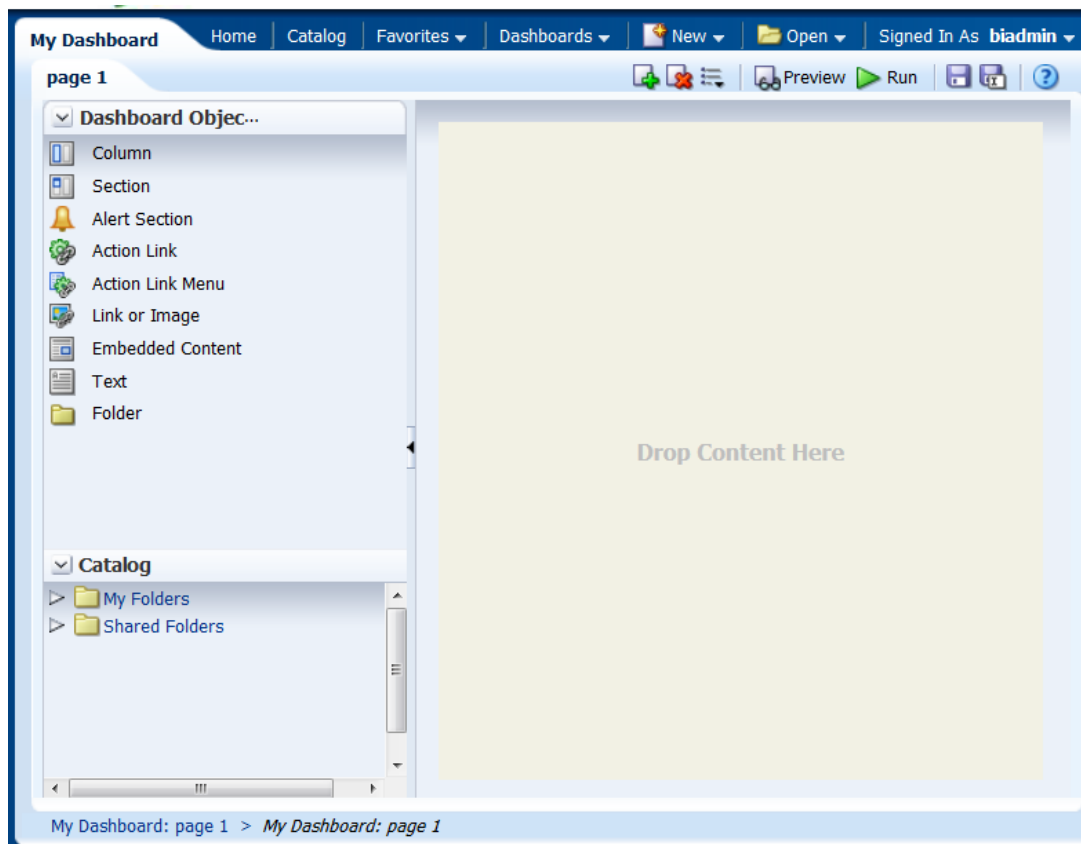 My Dashboard Home Catalog Favorites Dashboards New Open Signed In As biadmin
page 1 Preview Run
Dashboard Objec...
Column
Section
Alert Section
Action Link
Action Link Menu
Link or Image
Embedded Content
Text
Folder
Drop Content Here
Catalog
My Folders
Shared Folders
My Dashboard: page 1 > My Dashboard: page 1